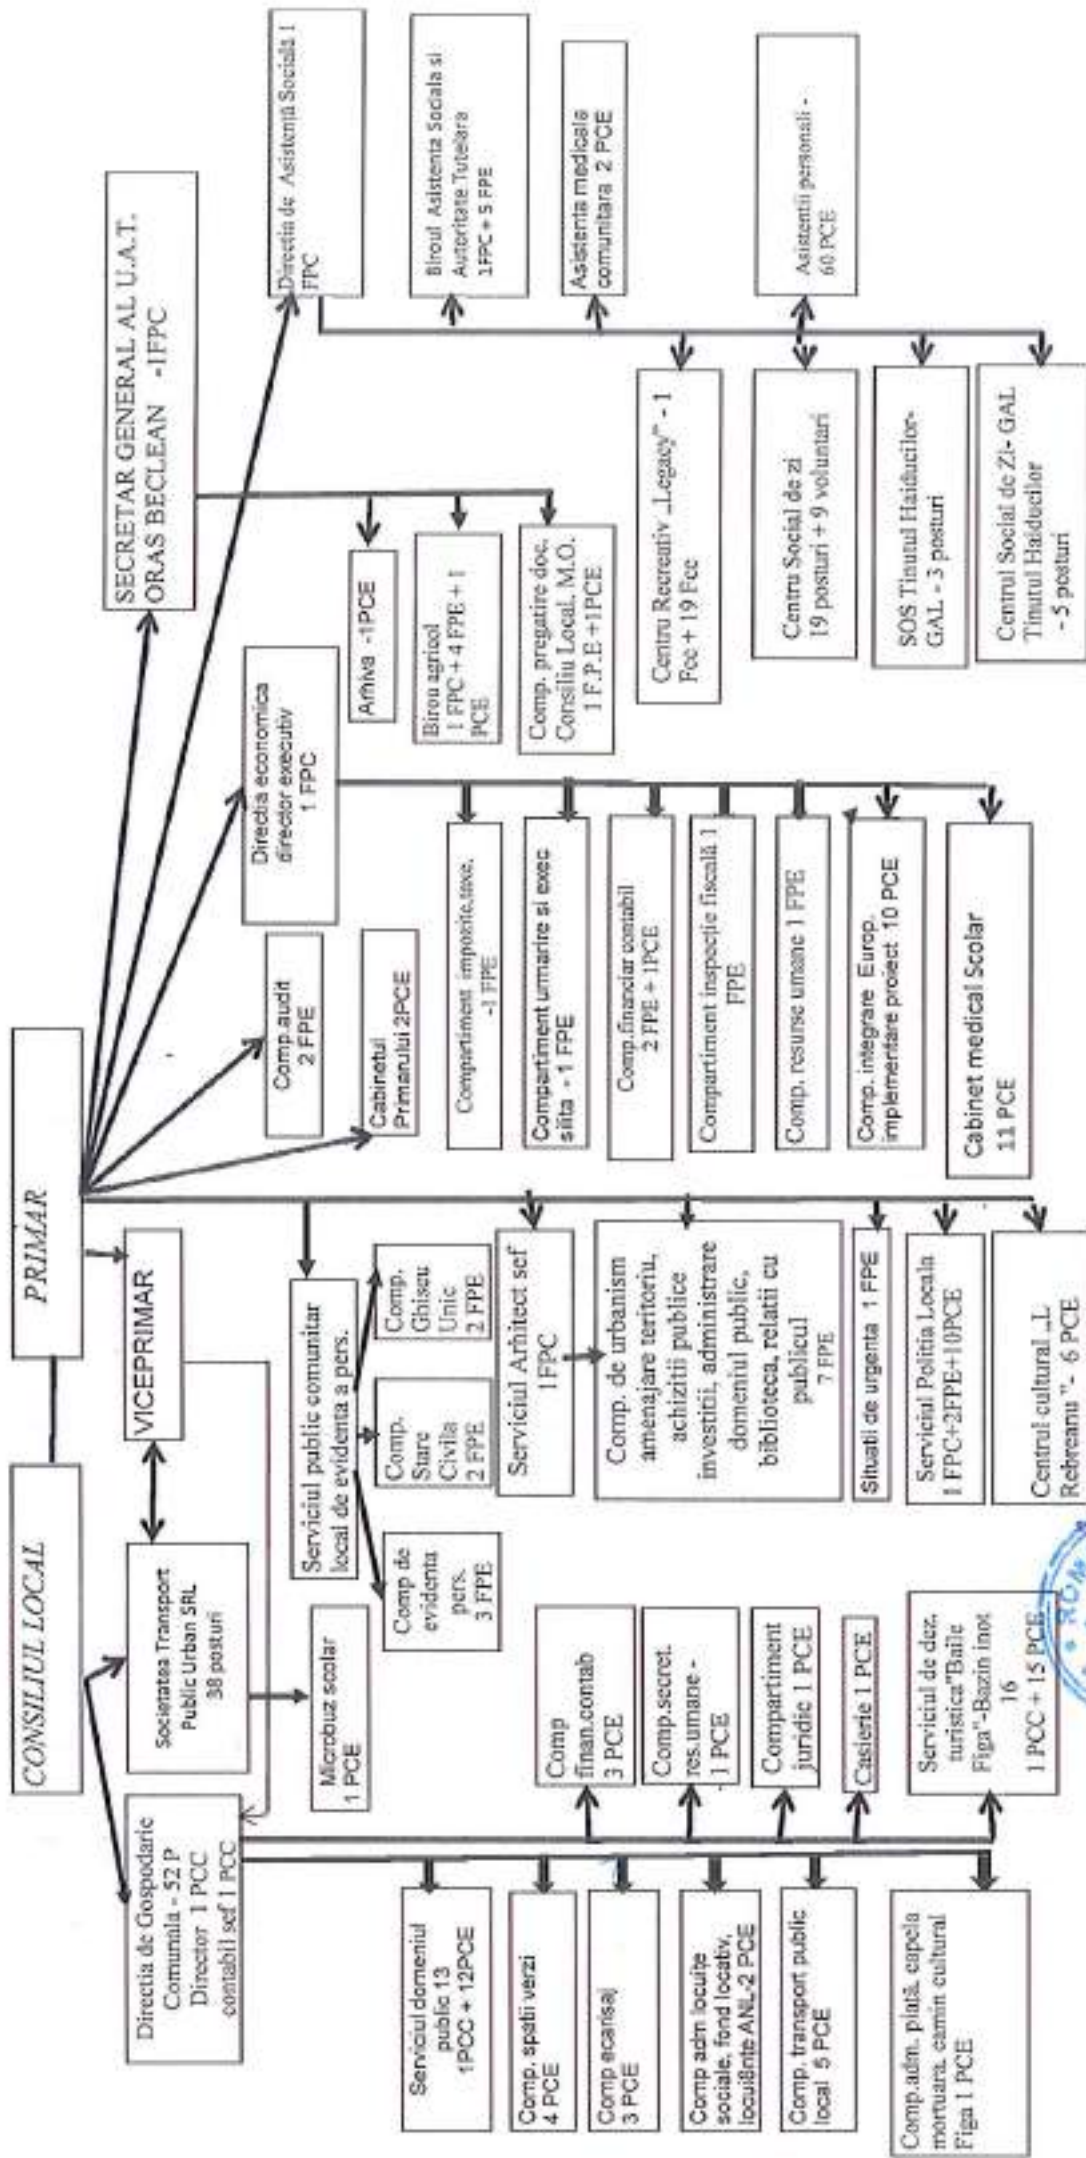 CONSILIUL LOCAL
PRIMAR
VICEPRIMAR
Societatea Transport
Public Urban SRL
38 posturi
Directia de Gospodarie
Comunala - 52 P
Director 1 PCC
contabil sef 1 PCC
Microbuz scolar
1 PCE
Serviciul domeniul
public 13
1PCC + 12PCE
Comp. spatii verzi
4 PCE
Comp ecarisaj
3 PCE
Comp adm locuițe
sociale, fond locativ,
locuiințe ANL-2 PCE
Comp. transport public
local 5 PCE
Comp.adm. piață, capela
mortuara, camin cultural
Figa 1 PCE
Comp
finan.contab
3 PCE
Comp.secret.
res.umane -
1 PCE
Compartiment
juridic 1 PCE
Casierie 1 PCE
Serviciul de dez.
turistica"Baile
Figa"-Bazin inot
16
1 PCC + 15 PCE
Serviciul public comunitar
local de evidenta a pers.
Comp de
evidenta
pers.
3 FPE
Comp.
Stare
Civila
2 FPE
Comp.
Ghiseu
Unic
2 FPE
Serviciul Arhitect sef
1FPC
Comp. de urbanism
amenajare teritoriu,
achizitii publice
investitii, administrare
domeniul public,
biblioteca, relatii cu
publicul
7 FPE
Situatii de urgenta 1 FPE
Serviciul Politia Locala
1 FPC+2FPE+10PCE
Centrul cultural „L
Rebreanu "- 6 PCE
Comp.audit
2 FPE
Cabinetul
Primarului 2PCE
Directia economica
director executiv
1 FPC
Compartiment impozite,taxe,
-1 FPE
Compartiment urmarire si exec
silita - 1 FPE
Comp.financiar contabil
2 FPE + 1PCE
Compartiment inspecție fiscală 1
FPE
Comp. resurse umane 1 FPE
Comp. integrare Europ.
implementare proiect 10 PCE
Cabinet medical Scolar
11 PCE
SECRETAR GENERAL AL U.A.T.
ORAS BECLEAN -1FPC
Arhiva -1PCE
Birou agricol
1 FPC + 4 FPE + 1
PCE
Comp. pregatire doc,
Consiliu Local, M.O.
1 F.P.E +1PCE
Directia de Asistență Socială 1
FPC
Biroul Asistenta Sociala si
Autoritate Tutelara
1FPC + 5 FPE
Asistenta medicala
comunitara 2 PCE
Centru Recreativ „Legacy" - 1
Fcc + 19 Fce
Centru Social de zi
19 posturi + 9 voluntari
Asistentii personali -
60 PCE
SOS Tinutul Haiducilor-
GAL - 3 posturi
Centrul Social de Zi- GAL
Tinutul Haiducilor
- 5 posturi